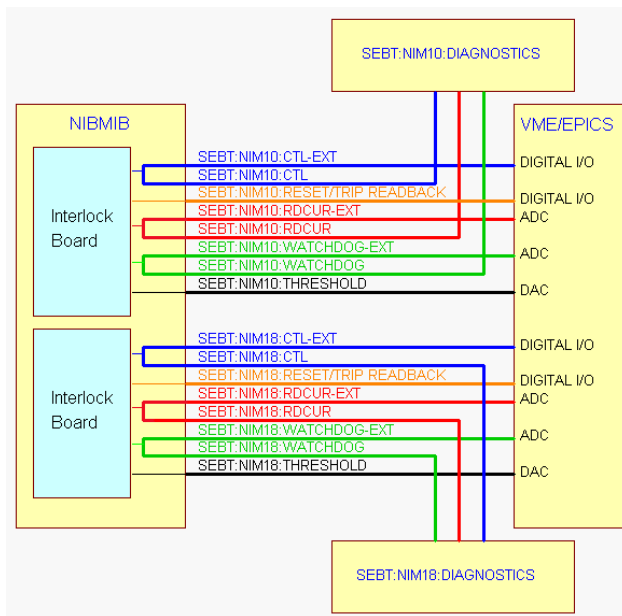 SEBT:NIM10:DIAGNOSTICS
NIBMIB
VME/EPICS
Interlock
Board
SEBT:NIM10:CTL-EXT
DIGITAL I/O
SEBT:NIM10:CTL
SEBT:NIM10:RESET/TRIP READBACK
DIGITAL I/O
SEBT:NIM10:RDCUR-EXT
ADC
SEBT:NIM10:RDCUR
SEBT:NIM10:WATCHDOG-EXT
ADC
SEBT:NIM10:WATCHDOG
SEBT:NIM10:THRESHOLD
DAC
Interlock
Board
SEBT:NIM18:CTL-EXT
DIGITAL I/O
SEBT:NIM18:CTL
SEBT:NIM18:RESET/TRIP READBACK
DIGITAL I/O
SEBT:NIM18:RDCUR-EXT
ADC
SEBT:NIM18:RDCUR
SEBT:NIM18:WATCHDOG-EXT
ADC
SEBT:NIM18:WATCHDOG
SEBT:NIM18:THRESHOLD
DAC
SEBT:NIM18:DIAGNOSTICS